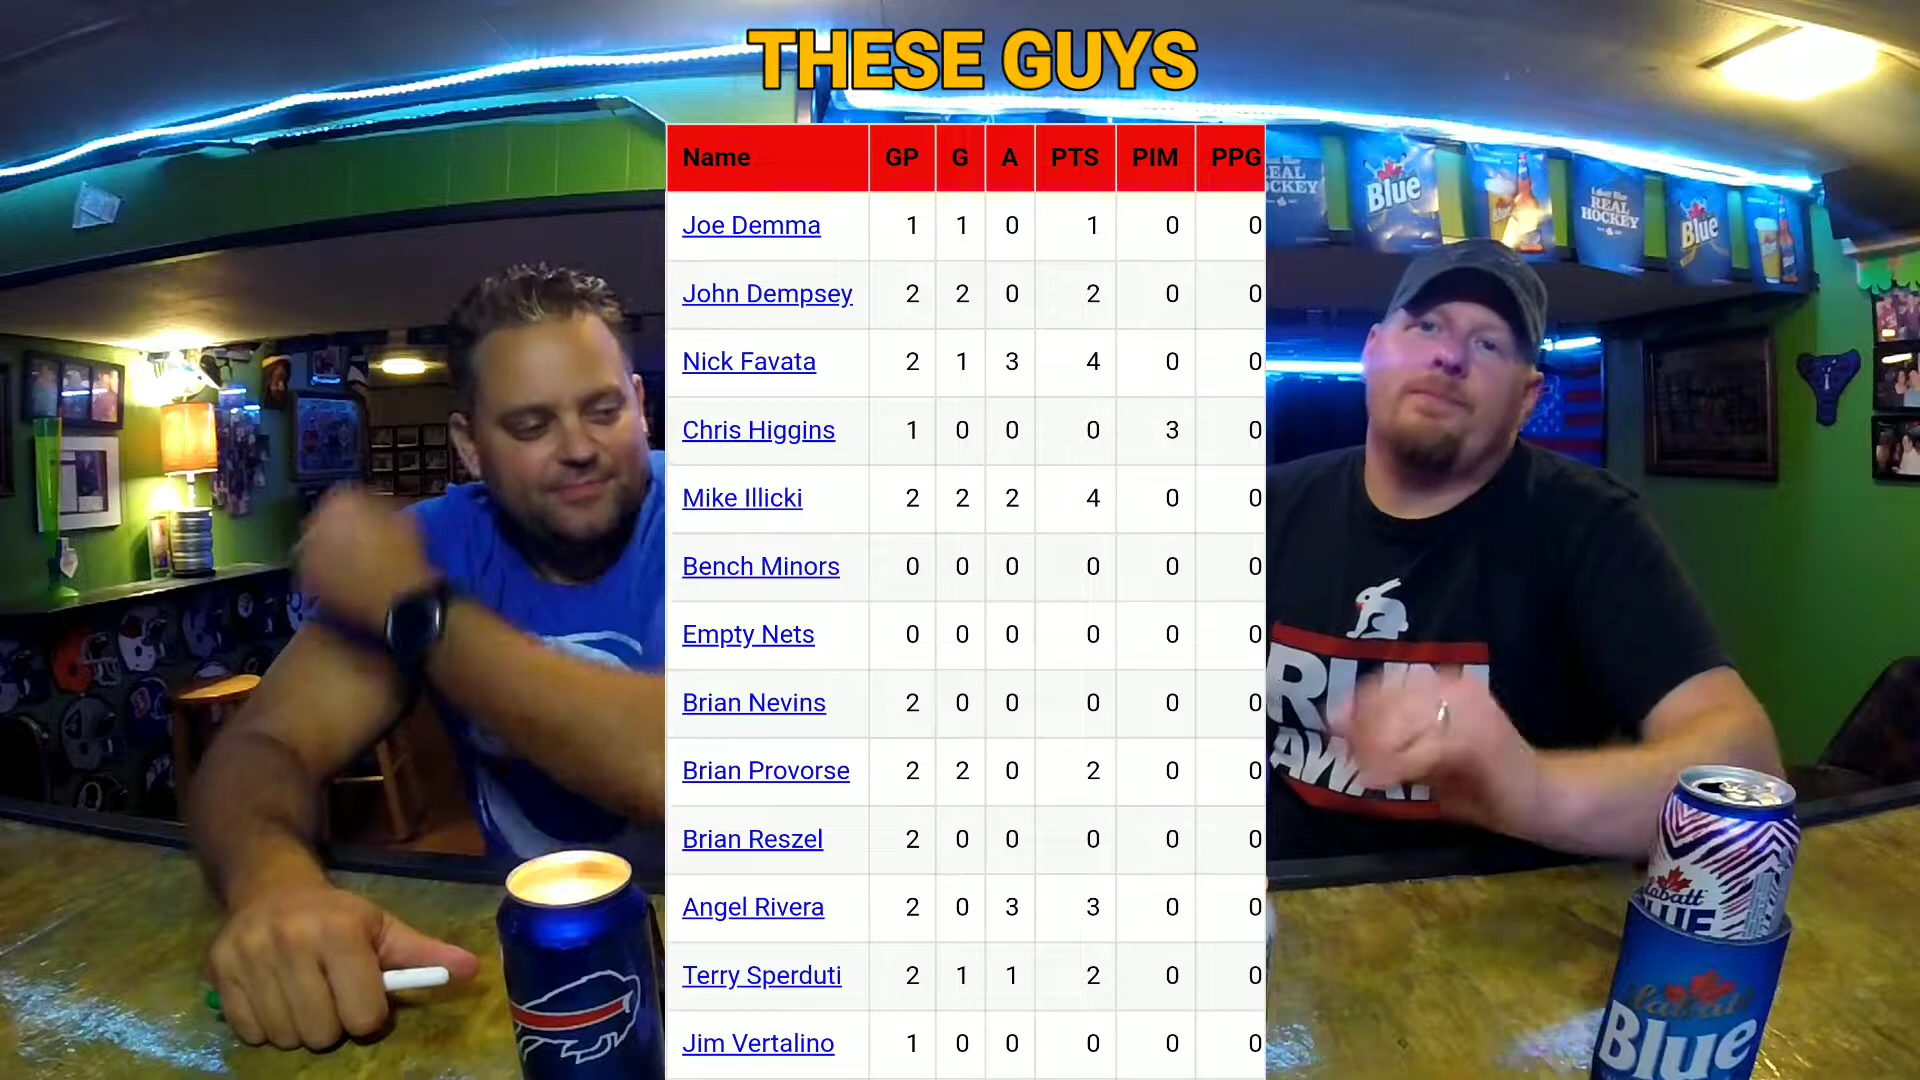 THESE GUYS
Name GP G A PTS PIM PPG
Joe Demma 1 1 0 1 0 0
John Dempsey 2 2 0 2 0 0
Nick Favata 2 1 3 4 0 0
Chris Higgins 1 0 0 0 3 0
Mike Illicki 2 2 2 4 0 0
Bench Minors 0 0 0 0 0 0
Empty Nets 0 0 0 0 0 0
Brian Nevins 2 0 0 0 0 0
Brian Provorse 2 2 0 2 0 0
Brian Reszel 2 0 0 0 0 0
Angel Rivera 2 0 3 3 0 0
Terry Sperduti 2 1 1 2 0 0
Jim Vertalino 1 0 0 0 0 0
Blue
REAL
HOCKEY
Blue
RUN
AWAY
Labatt
BLUE
Labatt
Blue